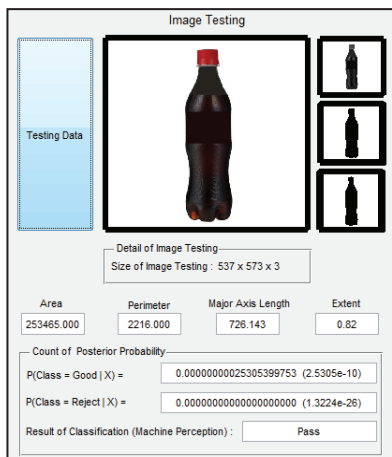 Image Testing
Testing Data
Detail of Image Testing
Size of Image Testing : 537 x 573 x 3
Area Perimeter Major Axis Length Extent
253465.000 2216.000 726.143 0.82
Count of Posterior Probability
P(Class = Good | X) = 0.00000000025305399753 (2.5305e-10)
P(Class = Reject | X) = 0.00000000000000000000 (1.3224e-26)
Result of Classification (Machine Perception) : Pass